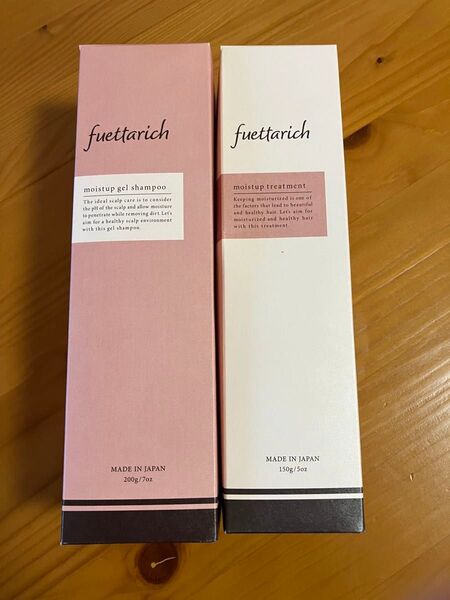 fuettarich
moistup gel shampoo
The ideal scalp care is to consider
the pH of the scalp and allow moisture
to penetrate while removing dirt. Let's
aim for a healthy scalp environment
with this gel shampoo.
MADE IN JAPAN
200g/7oz
fuettarich
moistup treatment
Keeping moisturized is one of
the factors that lead to beautiful
and healthy hair. Let's aim for
moisturized and healthy hair
with this treatment.
MADE IN JAPAN
150g/5oz